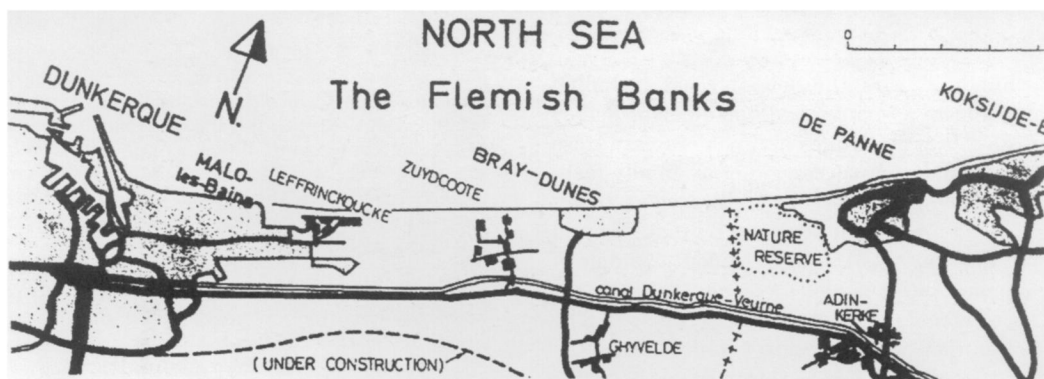 NORTH SEA
The Flemish Banks
0
N.
DUNKERQUE
MALO-
les-Bains
LEFFRINCKOUCKE
ZUYDCOOTE
BRAY-DUNES
DE PANNE
KOKSIJDE-B
NATURE
RESERVE
canal Dunkerque-Veurne
ADIN-
KERKE
GHYVELDE
(UNDER CONSTRUCTION)